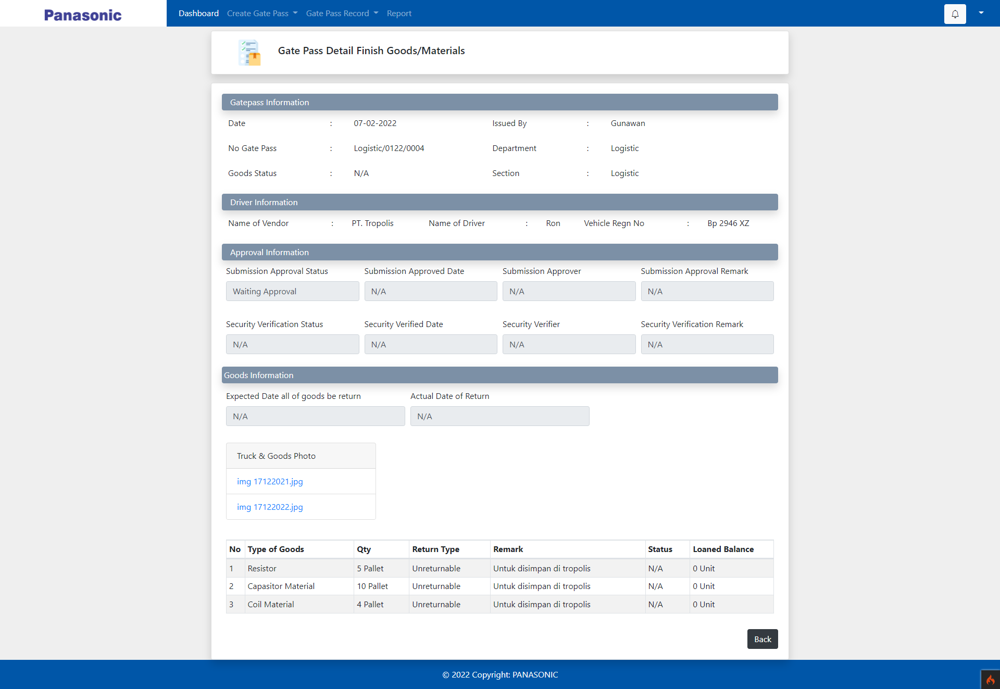 Panasonic
Dashboard Create Gate Pass Gate Pass Record Report
Gate Pass Detail Finish Goods/Materials
Gatepass Information
Date : 07-02-2022 Issued By : Gunawan
No Gate Pass : Logistic/0122/0004 Department : Logistic
Goods Status : N/A Section : Logistic
Driver Information
Name of Vendor : PT. Tropolis Name of Driver : Ron Vehicle Regn No : Bp 2946 XZ
Approval Information
Submission Approval Status Submission Approved Date Submission Approver Submission Approval Remark
Waiting Approval N/A N/A N/A
Security Verification Status Security Verified Date Security Verifier Security Verification Remark
N/A N/A N/A N/A
Goods Information
Expected Date all of goods be return Actual Date of Return
N/A N/A
Truck & Goods Photo
img 17122021.jpg
img 17122022.jpg
No Type of Goods Qty Return Type Remark Status Loaned Balance
1 Resistor 5 Pallet Unreturnable Untuk disimpan di tropolis N/A 0 Unit
2 Capasitor Material 10 Pallet Unreturnable Untuk disimpan di tropolis N/A 0 Unit
3 Coil Material 4 Pallet Unreturnable Untuk disimpan di tropolis N/A 0 Unit
Back
© 2022 Copyright: PANASONIC